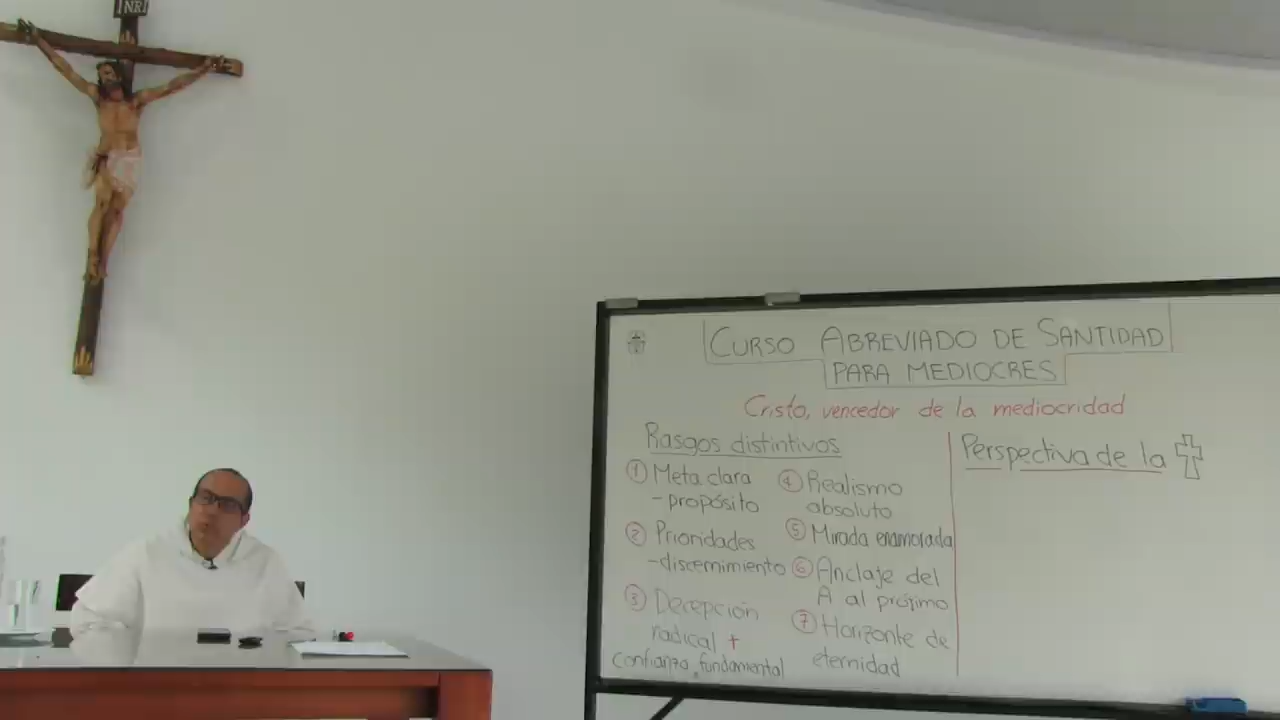 INRI
CURSO ABREVIADO DE SANTIDAD
PARA MEDIOCRES
Cristo, vencedor de la mediocridad
Rasgos distintivos
① Meta clara
- propósito
② Prioridades
- discernimiento
③ Decepción
radical +
confianza fundamental
④ Realismo
absoluto
⑤ Mirada enamorada
⑥ Anclaje del
A al prójimo
⑦ Horizonte de
eternidad
Perspectiva de la